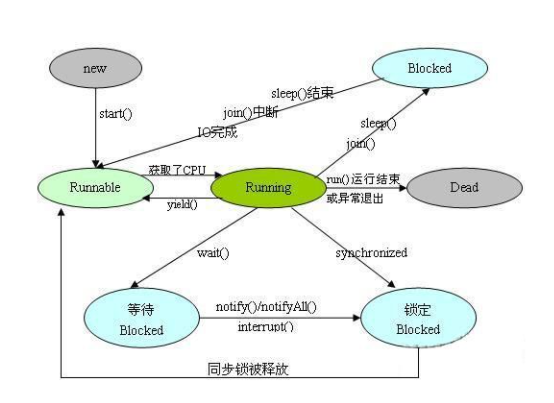 new
Blocked
sleep()结束
start()
join()中断
sleep()
IO完成
join()
获取了CPU
run()运行结束
Runnable
Running
Dead
yield()
或异常退出
wait()
synchronized
等待
Blocked
notify()/notifyAll()
interrupt()
锁定
Blocked
同步锁被释放